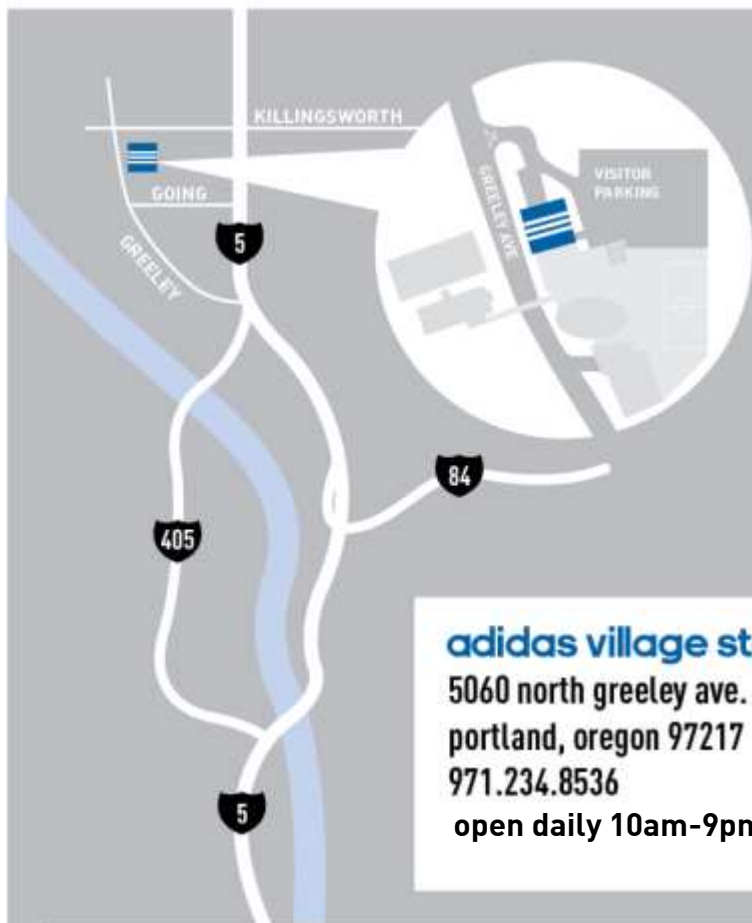 KILLINGSWORTH
GOING
GREELEY
5
GREELEY AVE
VISITOR
PARKING
84
405
5
adidas village st
5060 north greeley ave.
portland, oregon 97217
971.234.8536
open daily 10am-9pm